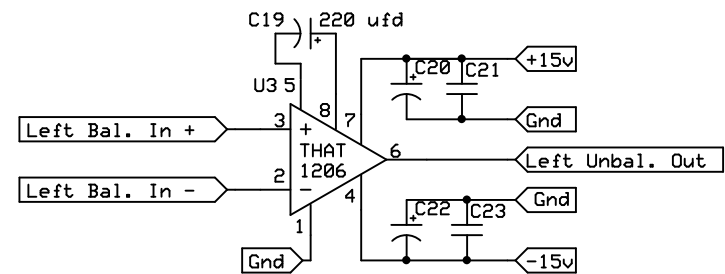 C19 220 ufd
+
U3 5
8
7
C20
C21
+15v
+
Gnd
Left Bal. In +
3
+
THAT
1206
6
Left Unbal. Out
Left Bal. In -
2
-
4
1
Gnd
Gnd
C22
C23
+
-15v